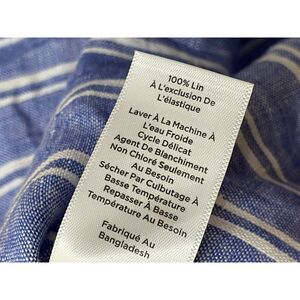 100% Lin
À L'exclusion De
L'élastique
Laver À La Machine À
L'eau Froide
Cycle Délicat
Agent De Blanchiment
Non Chloré Seulement
Au Besoin
Sécher Par Culbutage À
Basse Température
Repasser À Basse
Température Au Besoin
Fabriqué Au
Bangladesh